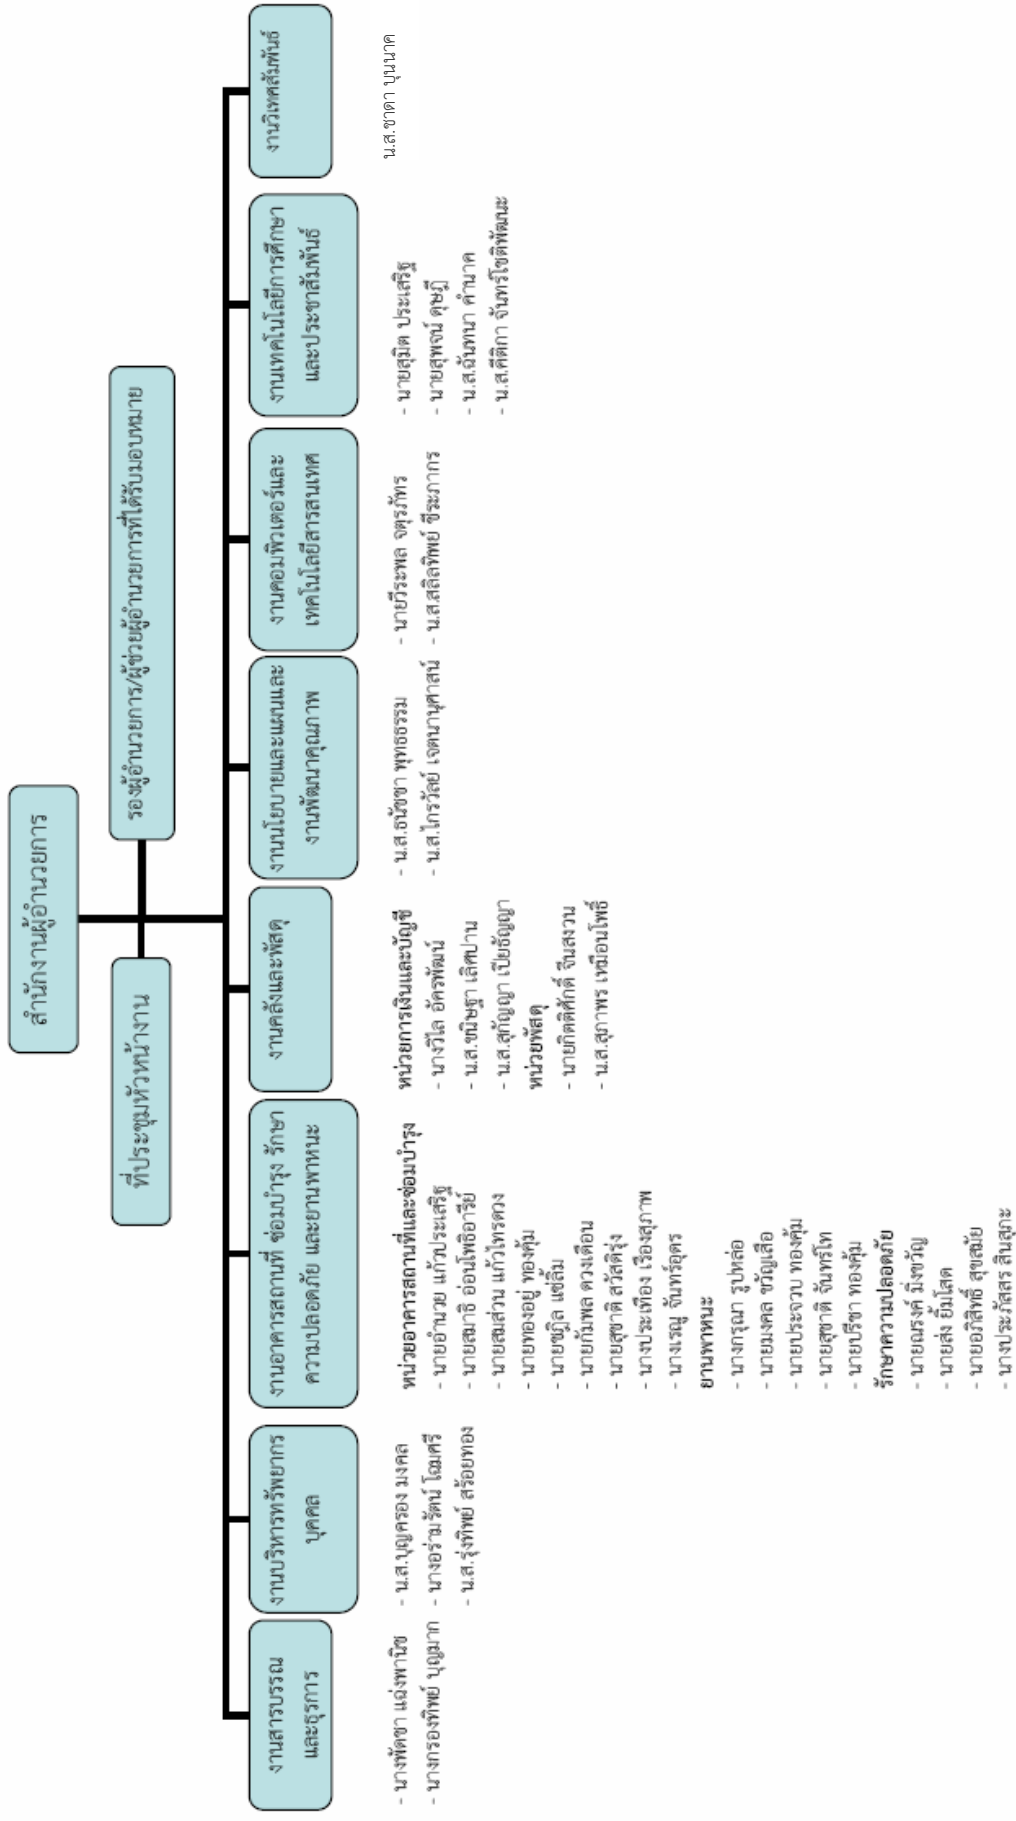 สำนักงานผู้อำนวยการ
ที่ประชุมหัวหน้างาน
รองผู้อำนวยการ/ผู้ช่วยผู้อำนวยการที่ได้รับมอบหมาย
งานสารบรรณ
และธุรการ
- นางพัดชา แฉ่งพานิช
- นางกรองทิพย์ บุญมาก
งานบริหารทรัพยากร
บุคคล
- น.ส.บุญครอง มงคล
- นางอร่ามรัตน์ โฉมศรี
- น.ส.รุ่งทิพย์ สร้อยทอง
งานอาคารสถานที่ ซ่อมบำรุง รักษา
ความปลอดภัย และยานพาหนะ
หน่วยอาคารสถานที่และซ่อมบำรุง
- นายอำนวย แก้วประเสริฐ
- นายสมาธิ อ่อนโพธิอารีย์
- นายสมส่วน แก้วไทรดวง
- นายทองอยู่ ทองคุ้ม
- นายชฎิล แซ่ลิ้ม
- นายกัมพล ดวงเดือน
- นายสุชาติ สวัสดิรุ่ง
- นางประเทือง เรืองสุภาพ
- นางเรณู จันทร์อุดร
ยานพาหนะ
- นางกรุณา รูปหล่อ
- นายมงคล ขวัญเสือ
- นายประจวบ ทองคุ้ม
- นายสุชาติ จันทร์โท
- นายปรีชา ทองคุ้ม
รักษาความปลอดภัย
- นายณรงค์ มิ่งขวัญ
- นายส่ง ยิ้มโสด
- นายอภิสิทธิ์ สุขสมัย
- นางประภัสสร สินสุภะ
งานคลังและพัสดุ
หน่วยการเงินและบัญชี
- นางวิไล อัครพัฒน์
- น.ส.ขนิษฐา เลิศปาน
- น.ส.สุกัญญา เปียธัญญา
หน่วยพัสดุ
- นายกิตติศักดิ์ จีนสงวน
- น.ส.สุภาพร เหมือนโพธิ์
งานนโยบายและแผนและ
งานพัฒนาคุณภาพ
- น.ส.ธนัชชา พุทธธรรม
- น.ส.ไกรวัลย์ เจตนานุศาสน์
งานคอมพิวเตอร์และ
เทคโนโลยีสารสนเทศ
- นายวีระพล จตุรภัทร
- น.ส.สลิลทิพย์ ชีระภากร
งานเทคโนโลยีการศึกษา
และประชาสัมพันธ์
- นายสุมิต ประเสริฐ
- นายสุพจน์ ดุษฎี
- น.ส.ฉันทนา คำนาค
- น.ส.คีติกา จันทร์โชติพัฒนะ
งานวิเทศสัมพันธ์
น.ส.ชาดา บุนนาค